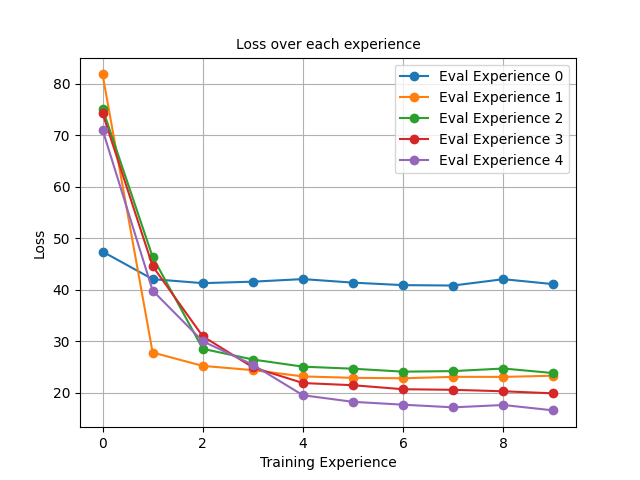 Loss over each experience
Eval Experience 0
Eval Experience 1
Eval Experience 2
Eval Experience 3
Eval Experience 4
Loss
80
70
60
50
40
30
20
0 2 4 6 8
Training Experience